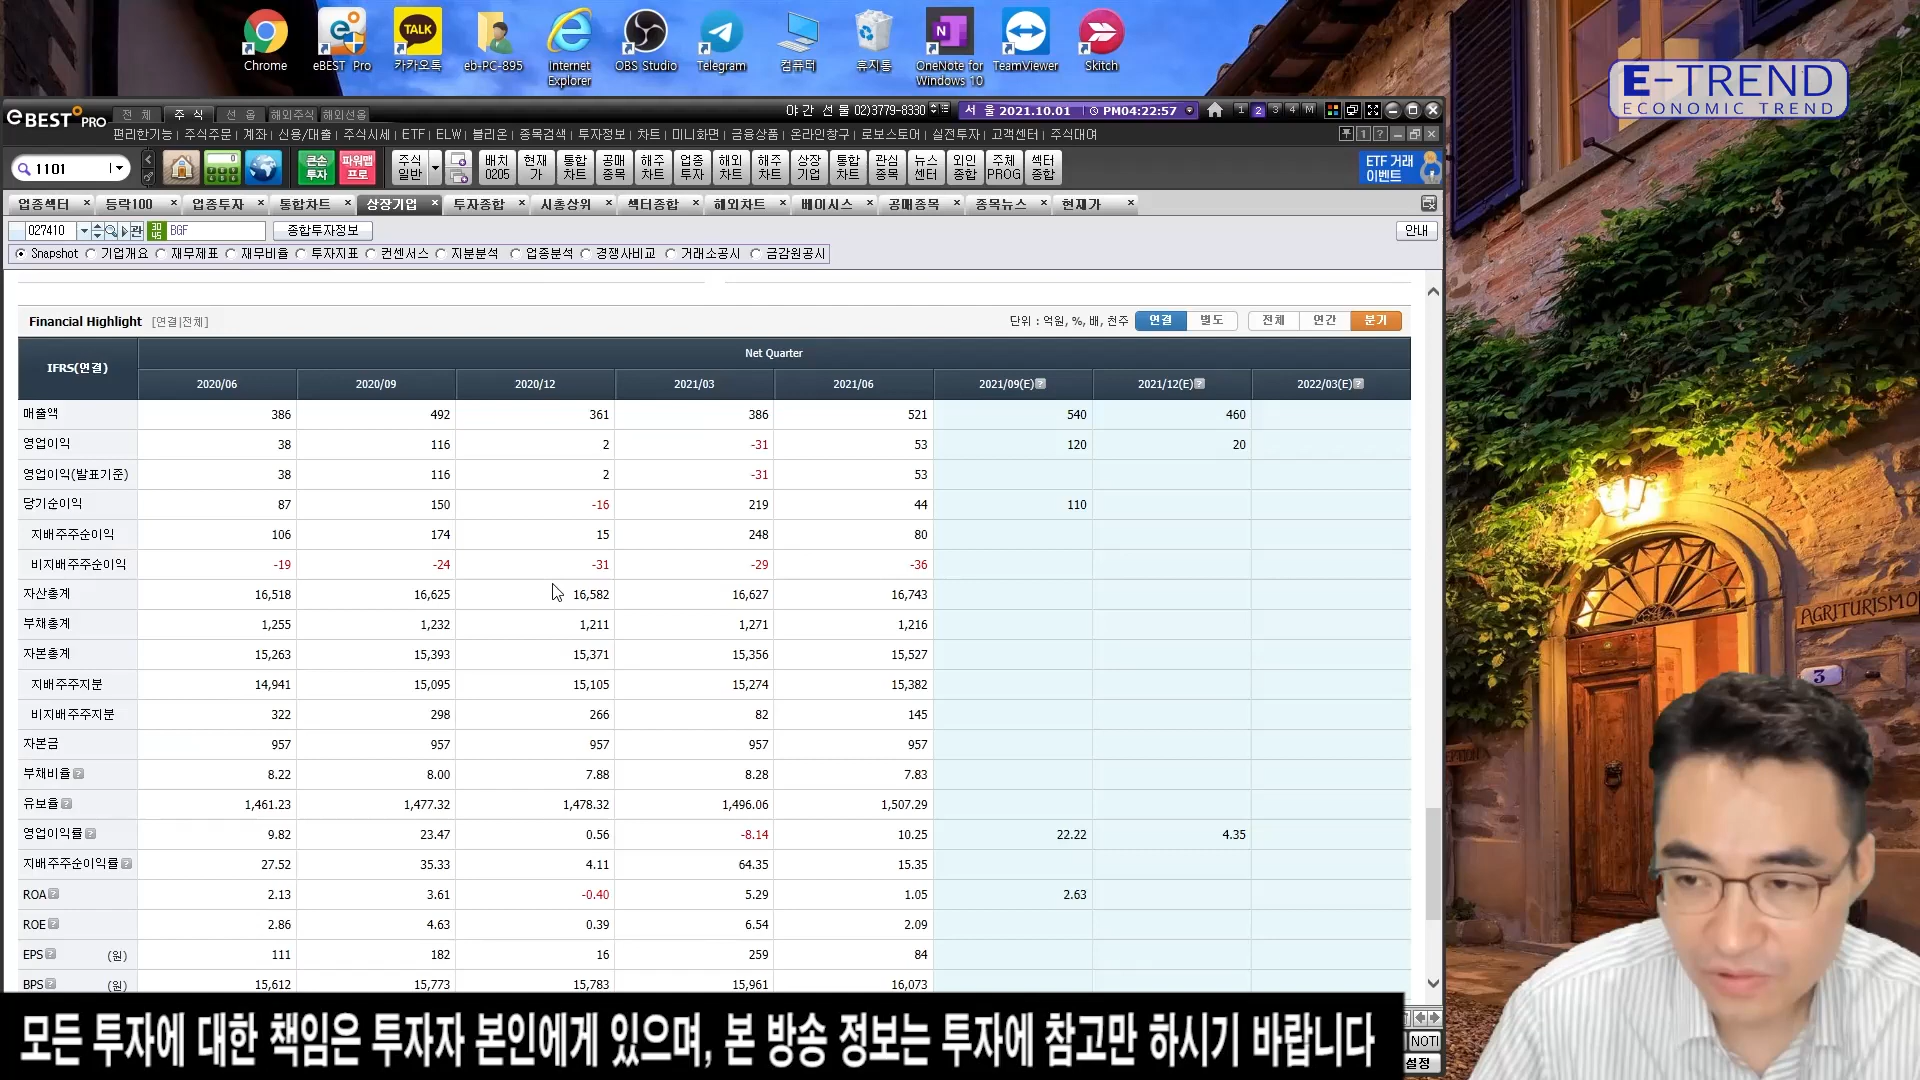 Chrome
eBEST Pro
TALK
카카오톡
eb-PC-895
Internet Explorer
OBS Studio
Telegram
컴퓨터
휴지통
OneNote for Windows 10
TeamViewer
Skitch
E-TREND
ECONOMIC TREND
eBEST PRO 전 체 주 식 선 옵 해외주식 해외선옵 야 간 선 물 02)3779-8330 서 울 2021.10.01 PM04:22:57 1 2 3 4 M
편리한기능 주식주문 계좌 신용/대출 주식시세 ETF ELW 블리온 종목검색 투자정보 차트 미니화면 금융상품 온라인창구 로보스토어 실전투자 고객센터 주식대여
1101 큰손 투자 파워맵 프로 주식 일반 배치 0205 현재 가 통합 차트 공매 종목 해주 차트 업종 투자 해외 차트 해주 차트 상장 기업 통합 차트 관심 종목 뉴스 센터 외인 종합 주체 PROG 섹터 종합 ETF 거래 이벤트
업종섹터 등락100 업종투자 통합차트 상장기업 투자종합 시총상위 섹터종합 해외차트 베이시스 공매종목 종목뉴스 현재가
027410 관 BGF 종합투자정보 안내
Snapshot 기업개요 재무제표 재무비율 투자지표 컨센서스 지분분석 업종분석 경쟁사비교 거래소공시 금감원공시
Financial Highlight [연결|전체] 단위 : 억원, %, 배, 천주 연결 별도 전체 연간 분기
IFRS(연결) Net Quarter
2020/06 2020/09 2020/12 2021/03 2021/06 2021/09(E) 2021/12(E) 2022/03(E)
매출액 386 492 361 386 521 540 460
영업이익 38 116 2 -31 53 120 20
영업이익(발표기준) 38 116 2 -31 53
당기순이익 87 150 -16 219 44 110
지배주주순이익 106 174 15 248 80
비지배주주순이익 -19 -24 -31 -29 -36
자산총계 16,518 16,625 16,582 16,627 16,743
부채총계 1,255 1,232 1,211 1,271 1,216
자본총계 15,263 15,393 15,371 15,356 15,527
지배주주지분 14,941 15,095 15,105 15,274 15,382
비지배주주지분 322 298 266 82 145
자본금 957 957 957 957 957
부채비율 8.22 8.00 7.88 8.28 7.83
유보율 1,461.23 1,477.32 1,478.32 1,496.06 1,507.29
영업이익률 9.82 23.47 0.56 -8.14 10.25 22.22 4.35
지배주주순이익률 27.52 35.33 4.11 64.35 15.35
ROA 2.13 3.61 -0.40 5.29 1.05 2.63
ROE 2.86 4.63 0.39 6.54 2.09
EPS (원) 111 182 16 259 84
BPS (원) 15,612 15,773 15,783 15,961 16,073
AGRITURISMO
3
NOTI
설정
모든 투자에 대한 책임은 투자자 본인에게 있으며, 본 방송 정보는 투자에 참고만 하시기 바랍니다